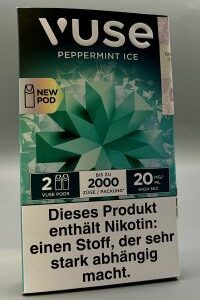 vuse
PEPPERMINT ICE
NEW
POD
2
VUSE PODS
BIS ZU
2000
ZÜGE / PACKUNG*
20 MG/
ML
HIGH NIC
Dieses Produkt
enthält Nikotin:
einen Stoff, der sehr
stark abhängig
macht.